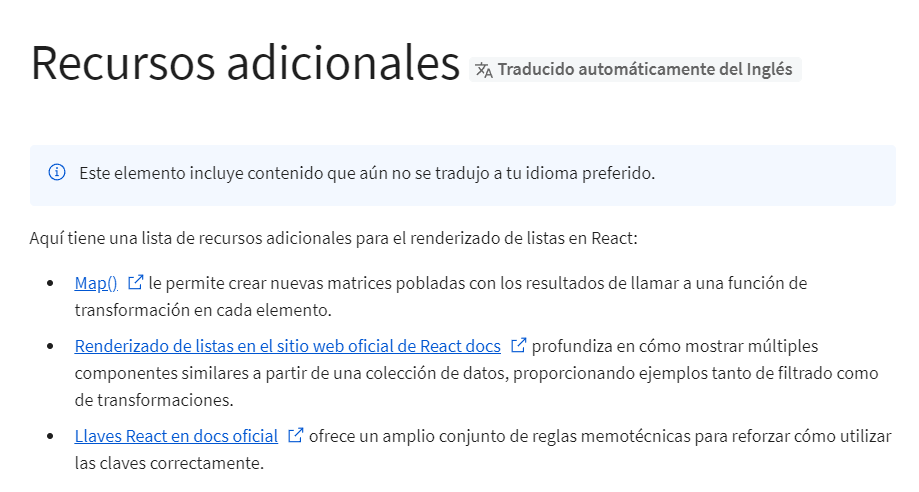 Recursos adicionales Traducido automáticamente del Inglés
Este elemento incluye contenido que aún no se tradujo a tu idioma preferido.
Aquí tiene una lista de recursos adicionales para el renderizado de listas en React:
• Map() le permite crear nuevas matrices pobladas con los resultados de llamar a una función de
transformación en cada elemento.
• Renderizado de listas en el sitio web oficial de React docs profundiza en cómo mostrar múltiples
componentes similares a partir de una colección de datos, proporcionando ejemplos tanto de filtrado como
de transformaciones.
• Llaves React en docs oficial ofrece un amplio conjunto de reglas memotécnicas para reforzar cómo utilizar
las claves correctamente.